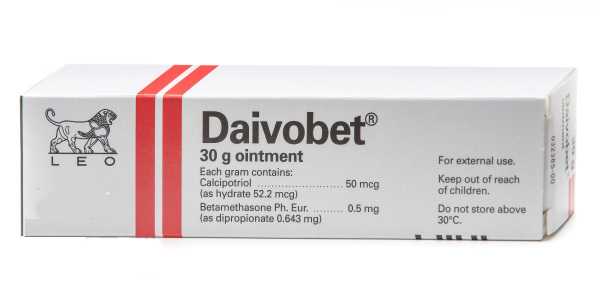 LEO
Daivobet®
30 g ointment
Each gram contains:
Calcipotriol ........................ 50 mcg
(as hydrate 52.2 mcg)
Betamethasone Ph. Eur. ........ 0.5 mg
(as dipropionate 0.643 mg)
For external use.
Keep out of reach
of children.
Do not store above
30°C.
Daivobet